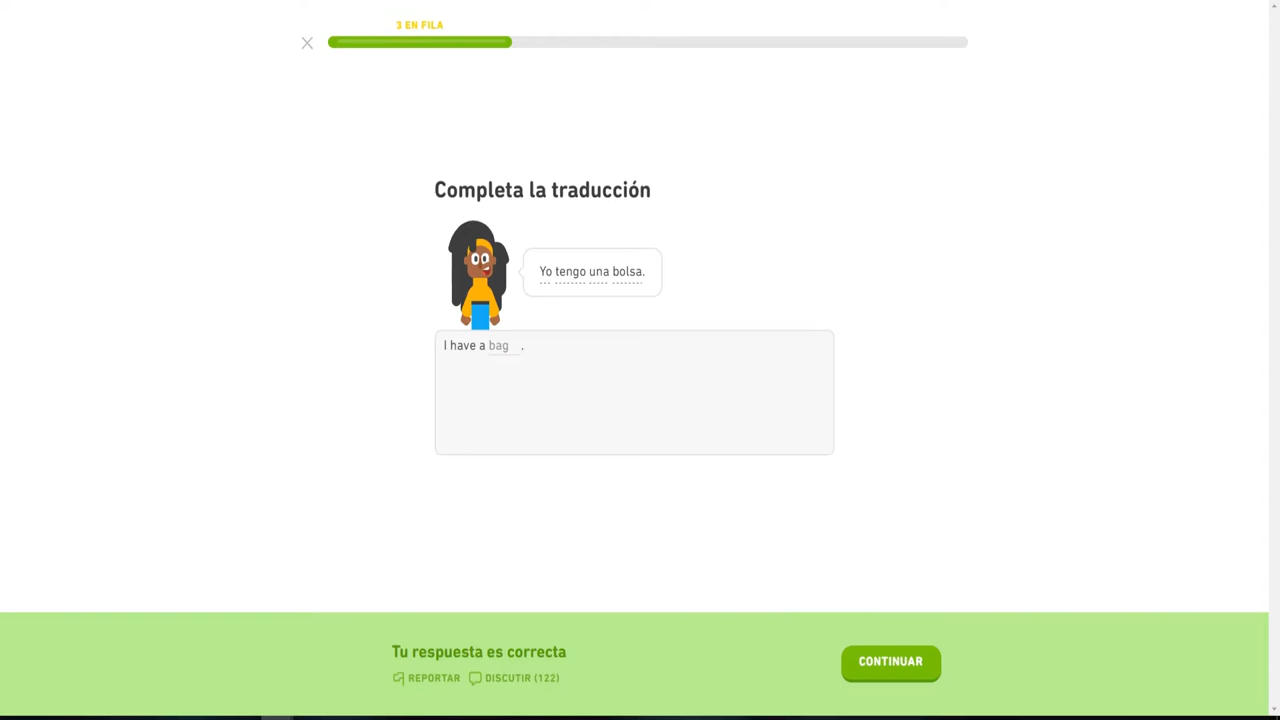 3 EN FILA
Completa la traducción
Yo tengo una bolsa.
I have a bag .
Tu respuesta es correcta
REPORTAR DISCUTIR (122)
CONTINUAR